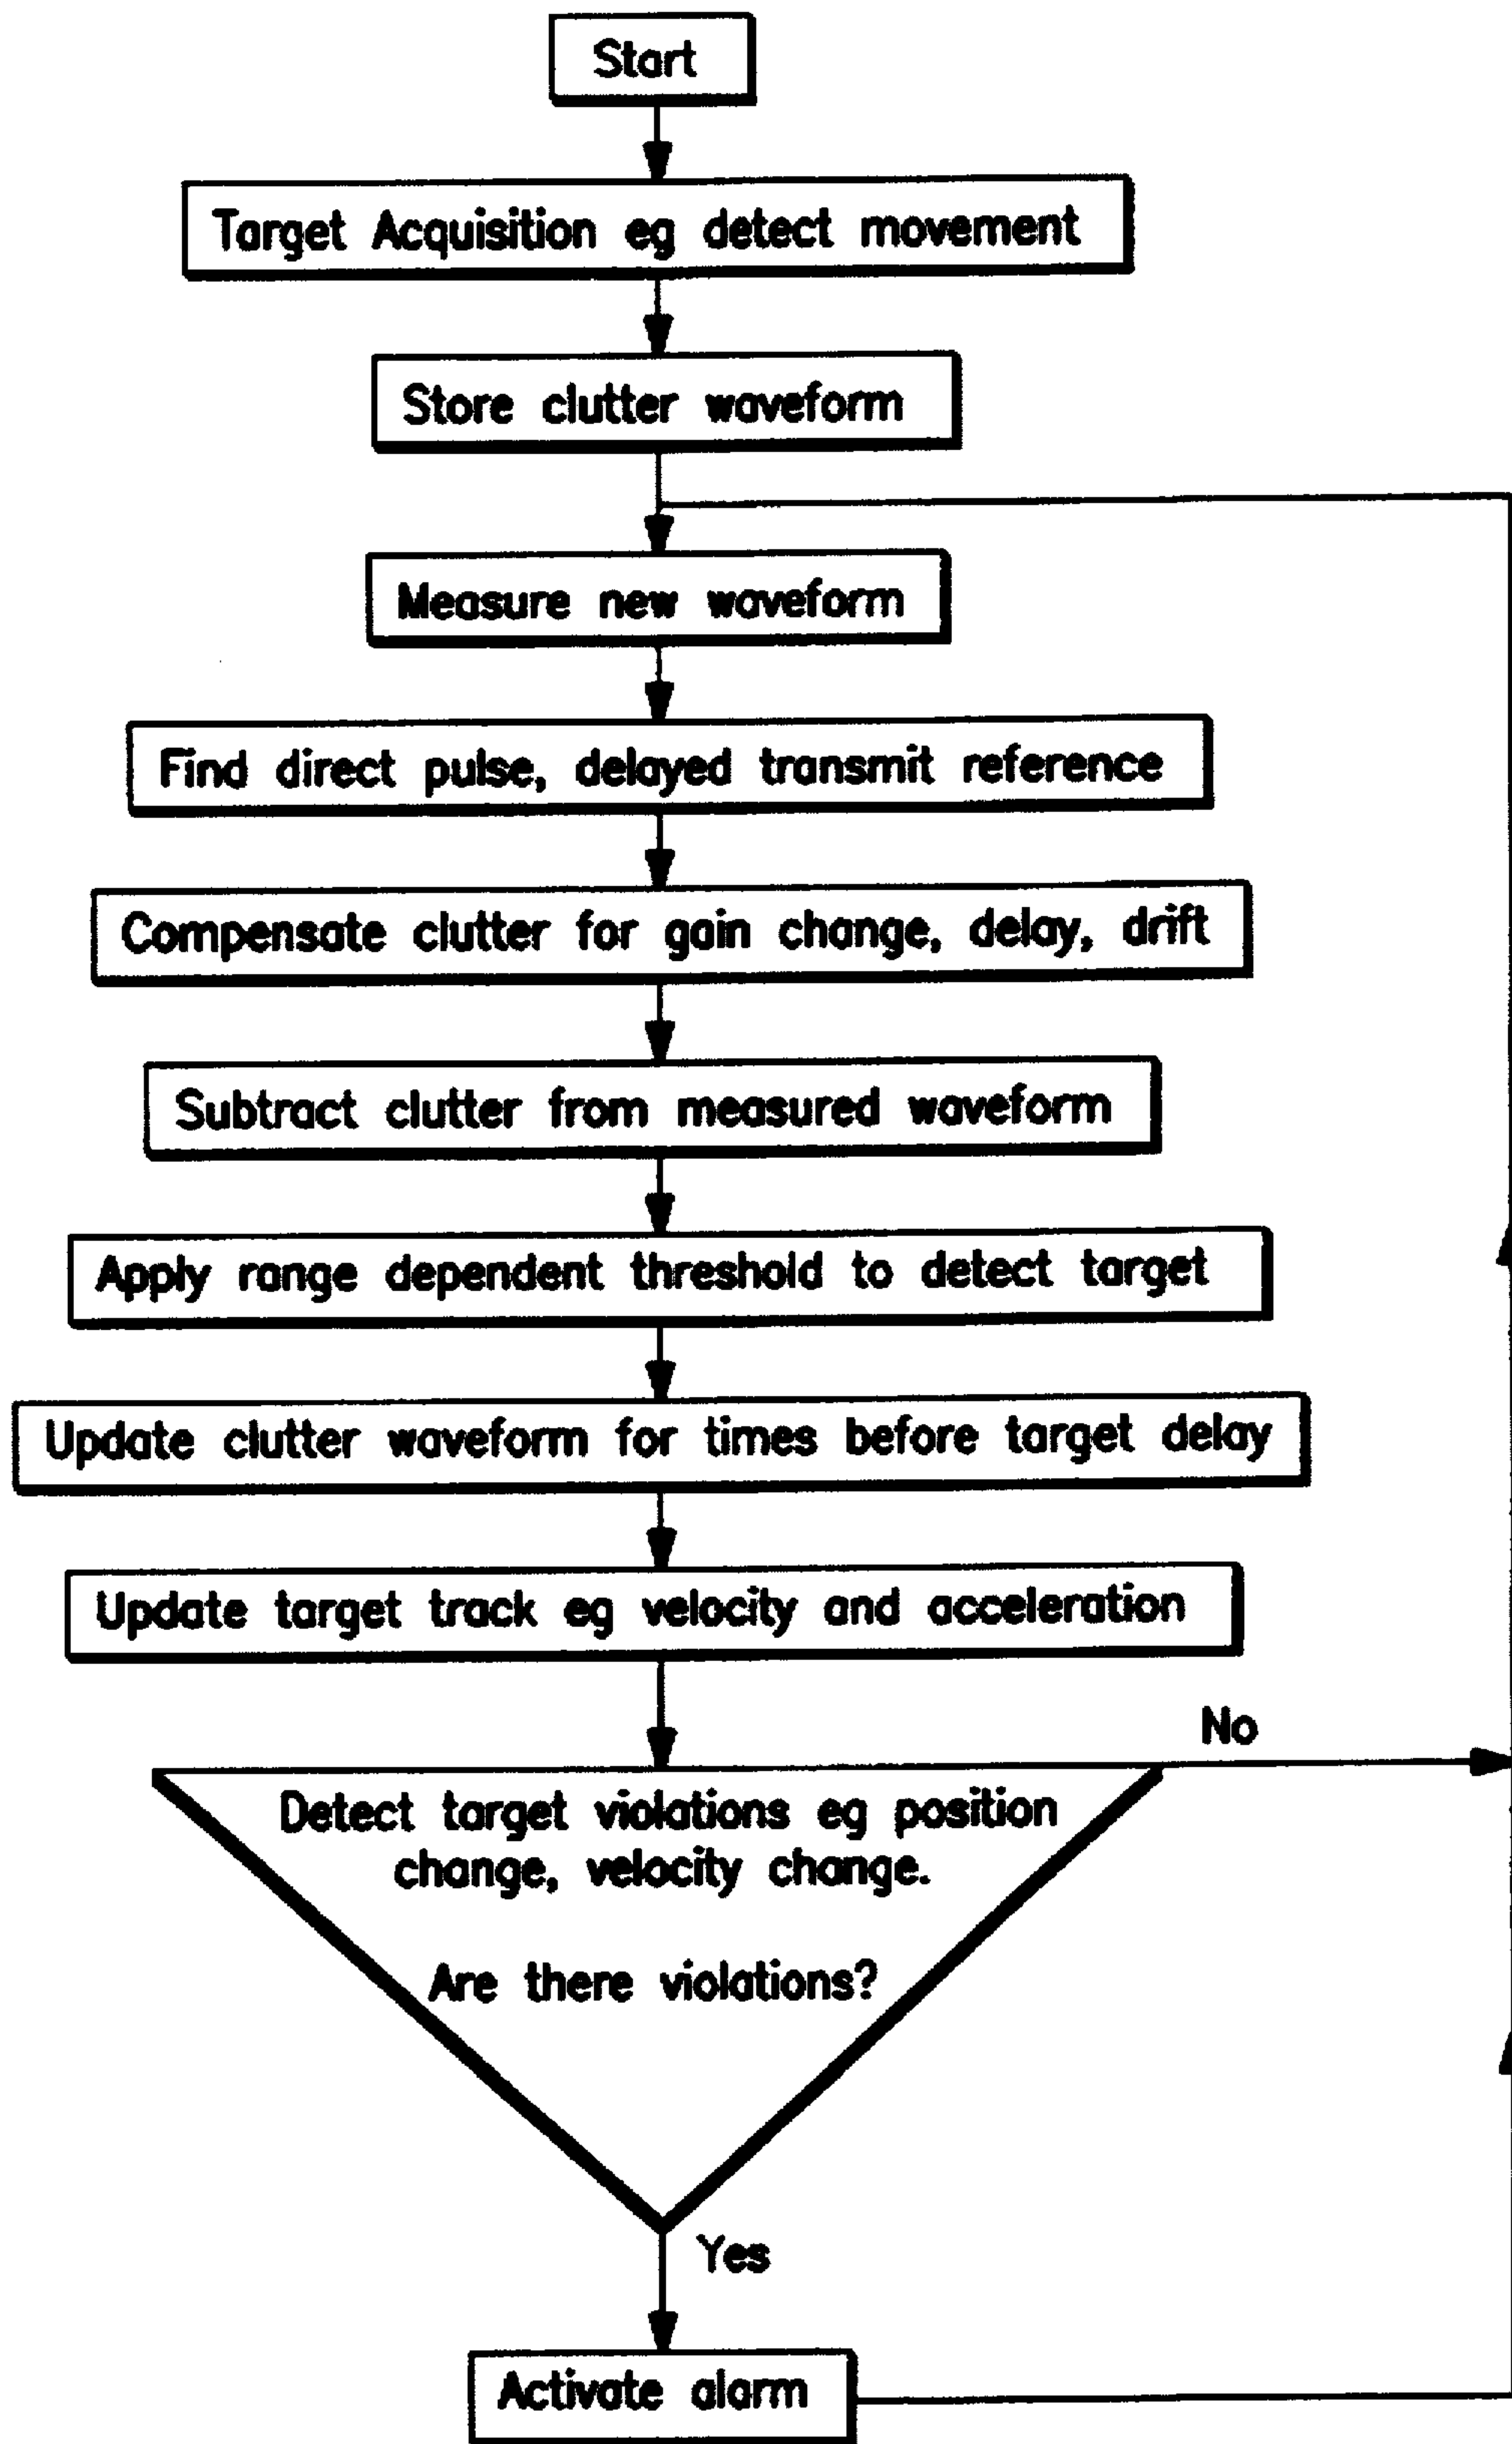 Start
Target Acquisition eg detect movement
Store clutter waveform
Measure new waveform
Find direct pulse, delayed transmit reference
Compensate clutter for gain change, delay, drift
Subtract clutter from measured waveform
Apply range dependent threshold to detect target
Update clutter waveform for times before target delay
Update target track eg velocity and acceleration
No
Detect target violations eg position
change, velocity change.
Are there violations?
Yes
Activate alarm